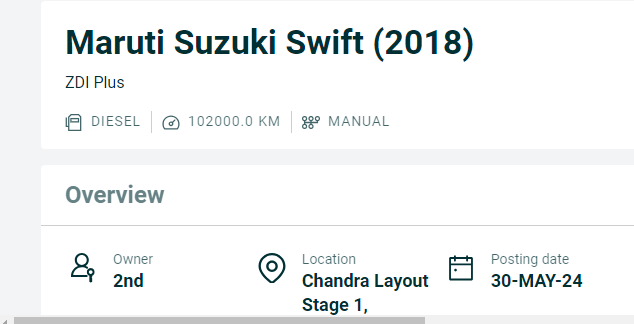 Maruti Suzuki Swift (2018)
ZDI Plus
DIESEL 102000.0 KM MANUAL
Overview
Owner Location Posting date
2nd Chandra Layout 30-MAY-24
Stage 1,